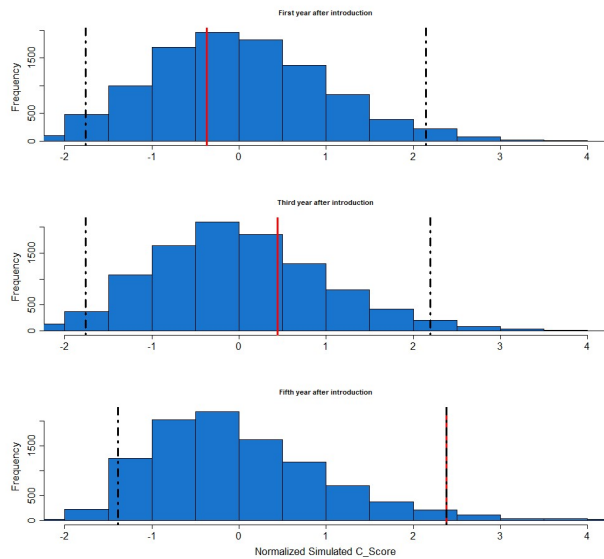 First year after introduction
Frequency
0 500 1500
-2 -1 0 1 2 3 4
Third year after introduction
Frequency
0 500 1500
-2 -1 0 1 2 3 4
Fifth year after introduction
Frequency
0 500 1500
-2 -1 0 1 2 3 4
Normalized Simulated C_Score